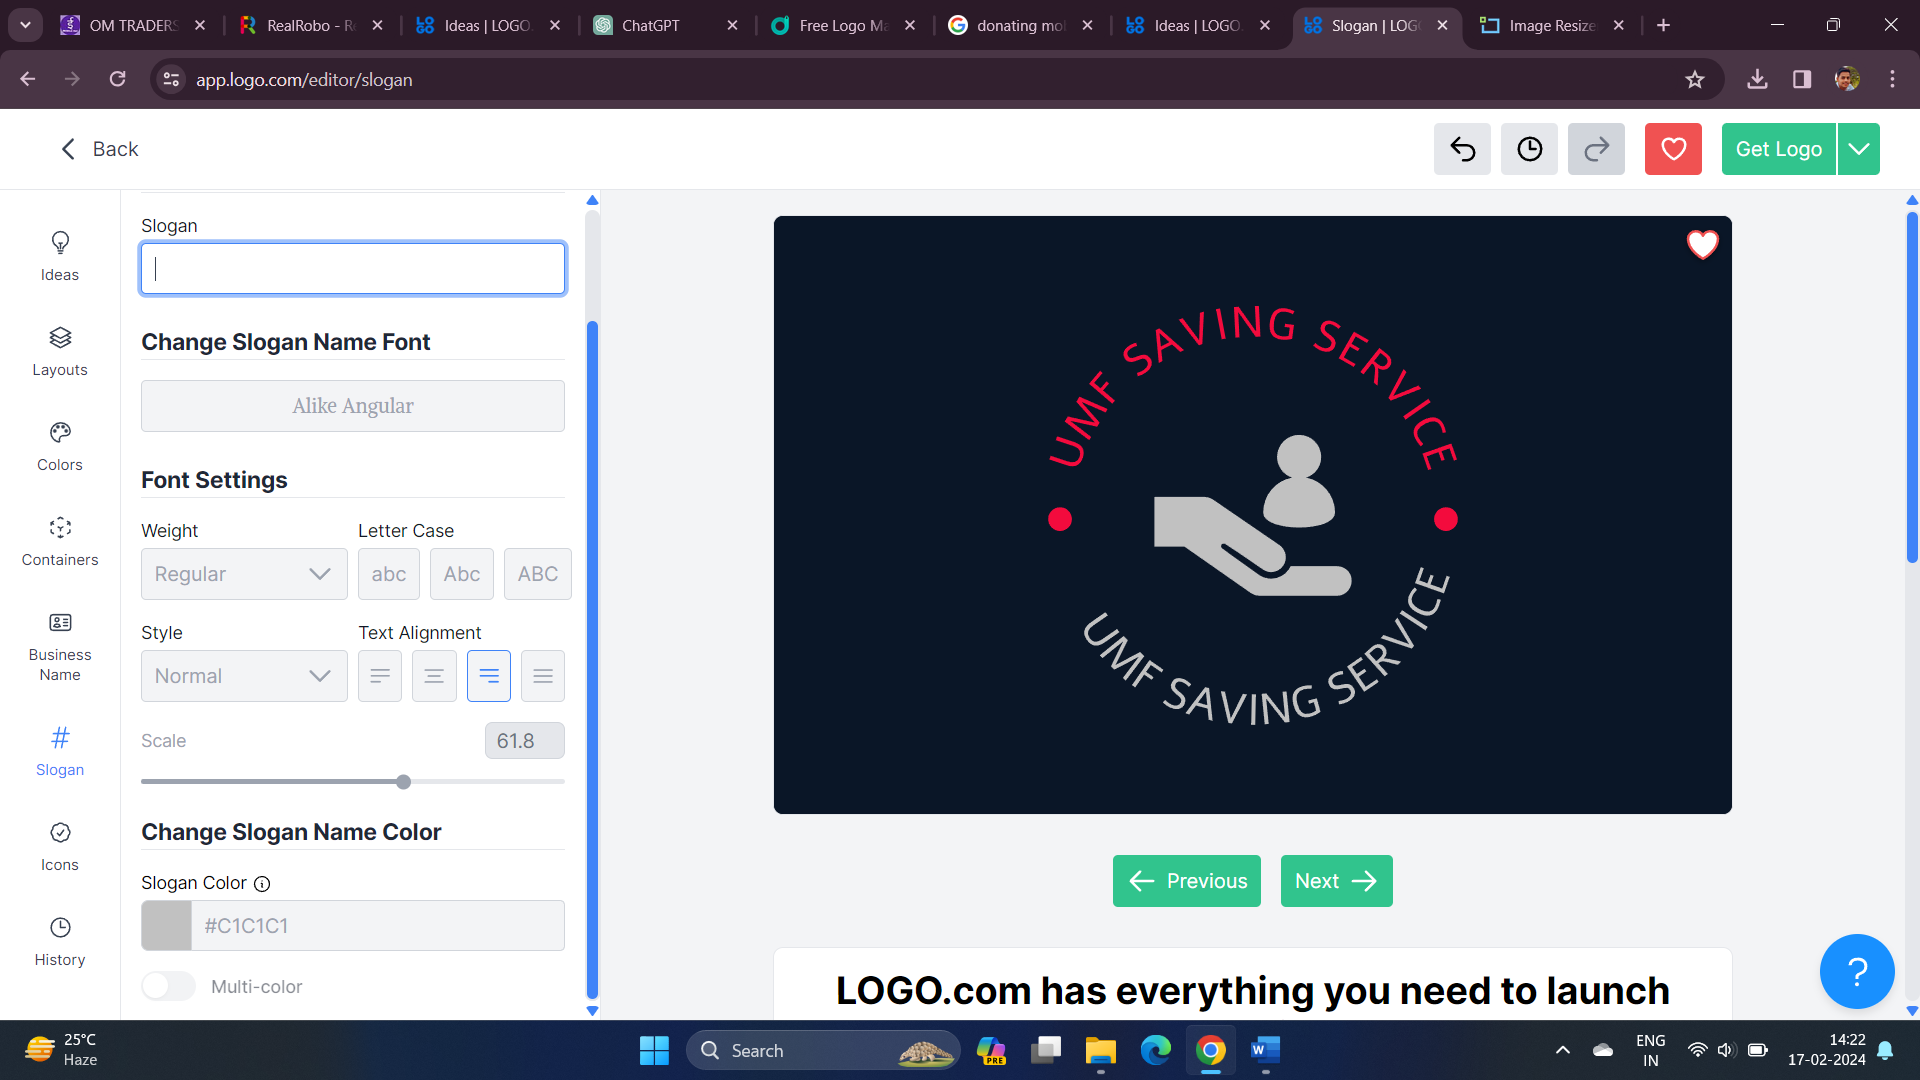 OM TRADERS
RealRobo - Re
Ideas | LOGO.
ChatGPT
Free Logo Ma
donating mol
Ideas | LOGO.
Slogan | LOGO
Image Resize
app.logo.com/editor/slogan
Back
Get Logo
Ideas
Layouts
Colors
Containers
Business
Name
Slogan
Icons
History
Slogan
Change Slogan Name Font
Alike Angular
Font Settings
Weight
Letter Case
Regular
abc
Abc
ABC
Style
Text Alignment
Normal
Scale
61.8
Change Slogan Name Color
Slogan Color
#C1C1C1
Multi-color
UMF SAVING SERVICE
UMF SAVING SERVICE
Previous
Next
LOGO.com has everything you need to launch
?
25°C
Haze
Search
PRE
ENG
IN
14:22
17-02-2024